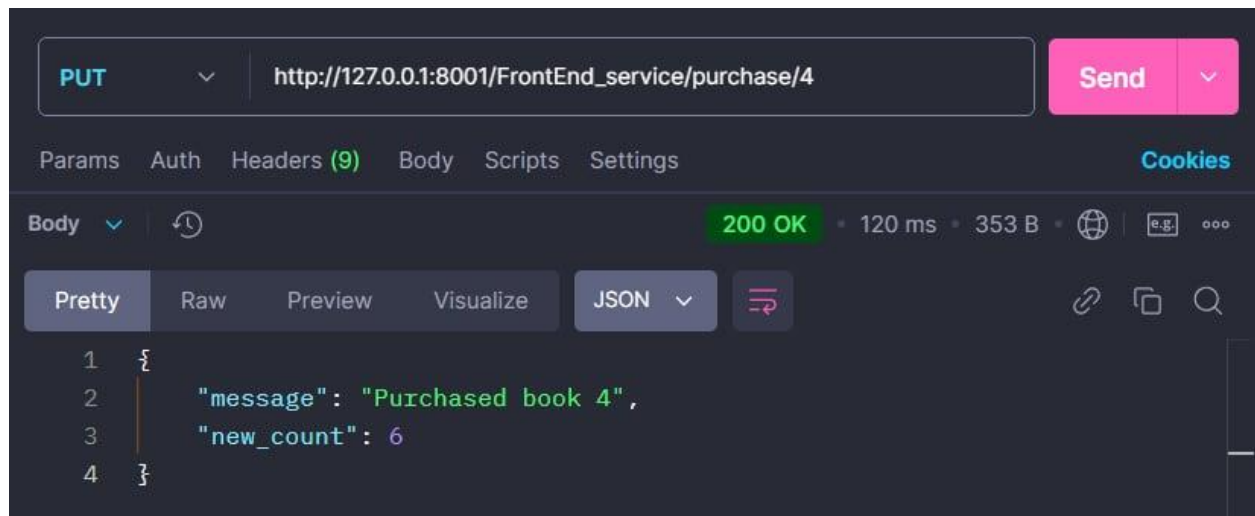 PUT http://127.0.0.1:8001/FrontEnd_service/purchase/4 Send
Params Auth Headers (9) Body Scripts Settings Cookies
Body 200 OK • 120 ms • 353 B • e.g.
Pretty Raw Preview Visualize JSON
1 {
2 "message": "Purchased book 4",
3 "new_count": 6
4 }